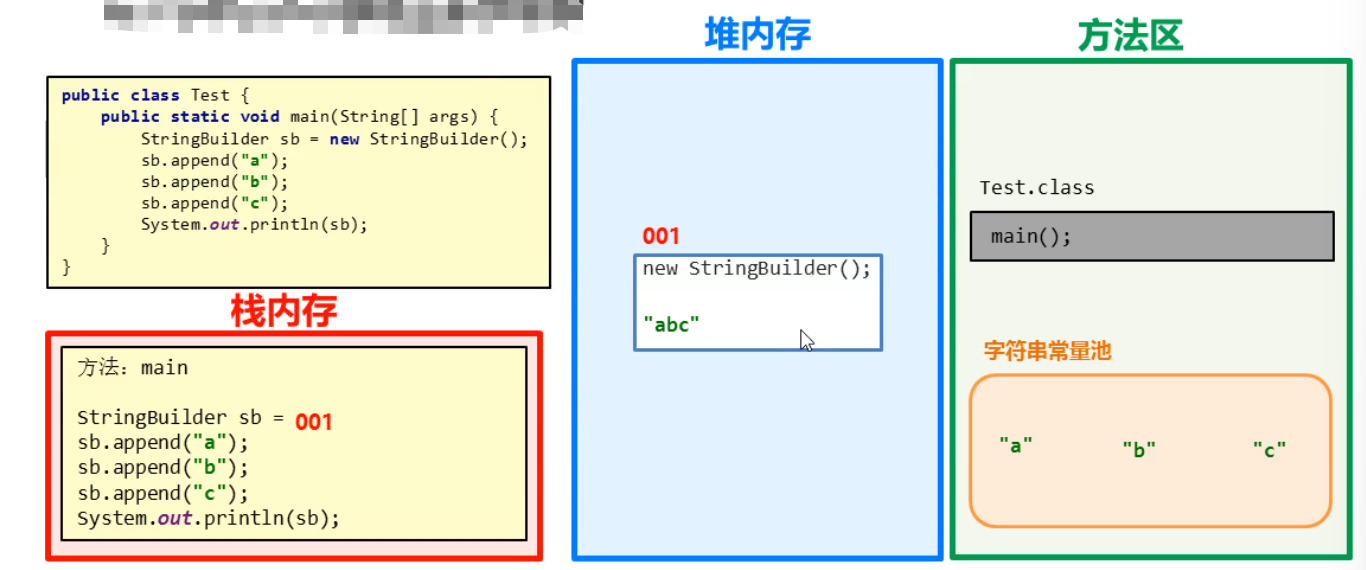 堆内存
方法区
public class Test {
public static void main(String[] args) {
StringBuilder sb = new StringBuilder();
sb.append("a");
sb.append("b");
sb.append("c");
System.out.println(sb);
}
}
栈内存
方法：main
StringBuilder sb = 001
sb.append("a");
sb.append("b");
sb.append("c");
System.out.println(sb);
001
new StringBuilder();
"abc"
Test.class
main();
字符串常量池
"a" "b" "c"